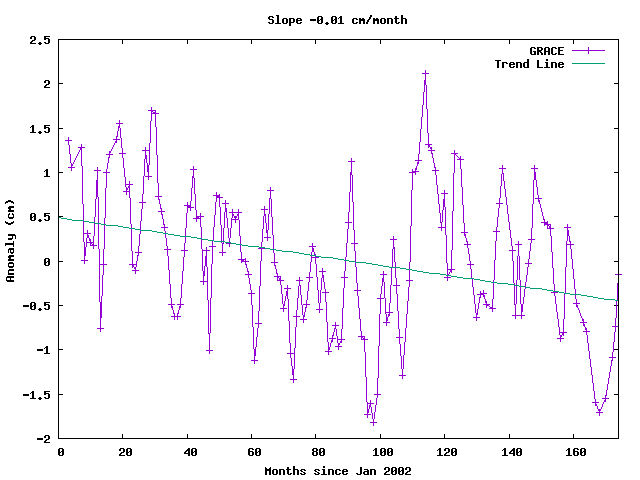 Slope -0.01 cm/month
GRACE
Trend Line
2.5
2
1.5
1
0.5
0
-0.5
-1
-1.5
-2
Anomaly (cm)
0 20 40 60 80 100 120 140 160
Months since Jan 2002